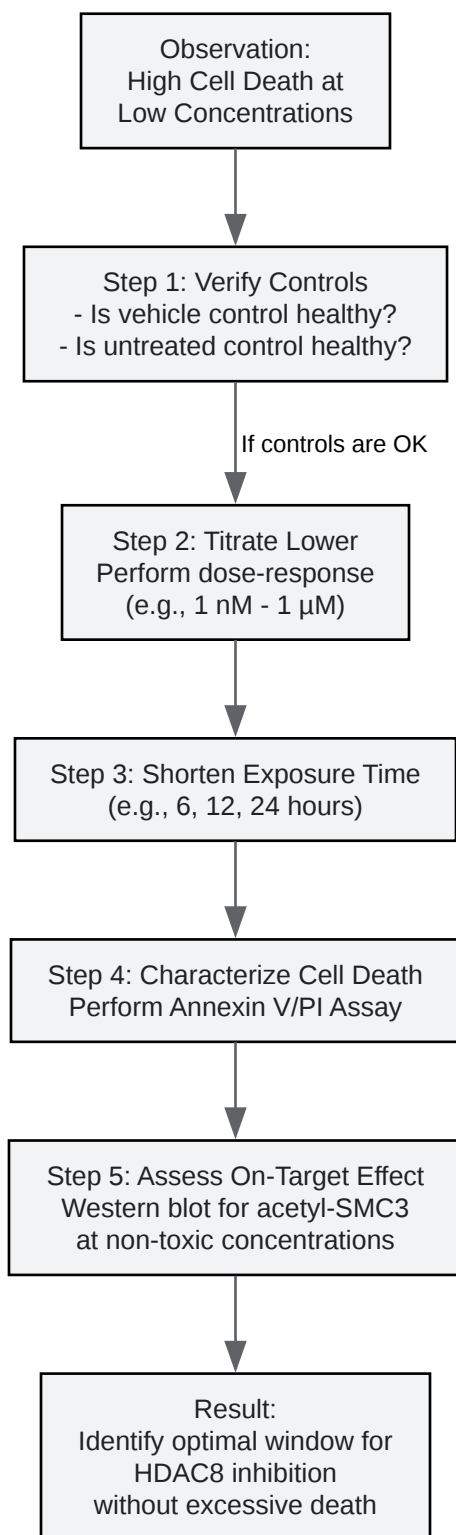 Observation:
High Cell Death at
Low Concentrations
Step 1: Verify Controls
- Is vehicle control healthy?
- Is untreated control healthy?
If controls are OK
Step 2: Titrate Lower
Perform dose-response
(e.g., 1 nM - 1 µM)
Step 3: Shorten Exposure Time
(e.g., 6, 12, 24 hours)
Step 4: Characterize Cell Death
Perform Annexin V/PI Assay
Step 5: Assess On-Target Effect
Western blot for acetyl-SMC3
at non-toxic concentrations
Result:
Identify optimal window for
HDAC8 inhibition
without excessive death